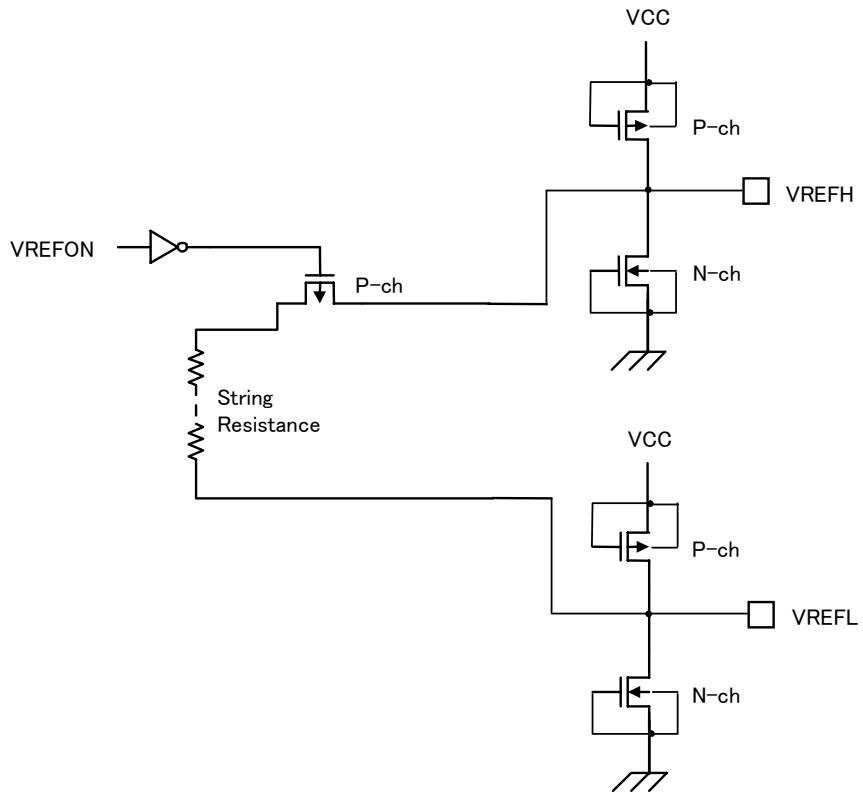 VCC
P-ch
VREFH
VREFON
N-ch
P-ch
String
Resistance
VCC
P-ch
VREFL
N-ch